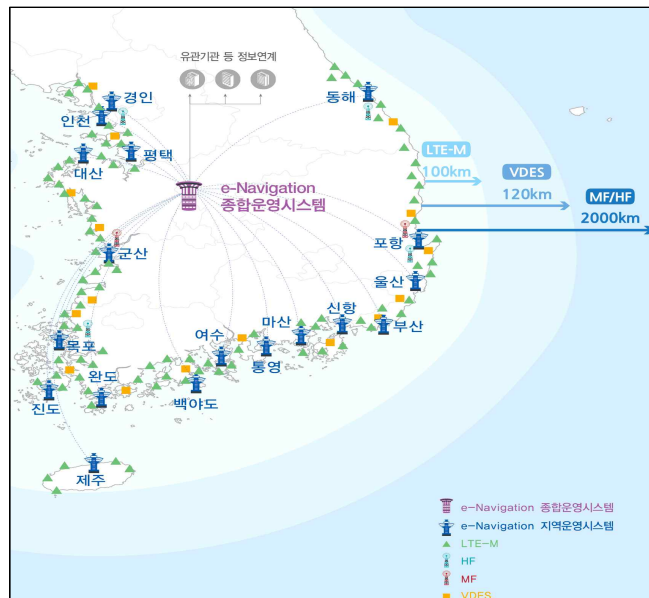 유관기관 등 정보연계
경인
인천
평택
대산
동해
LTE-M
100km
VDES
120km
MF/HF
2000km
e-Navigation
종합운영시스템
군산
포항
울산
신항
마산
부산
여수
통영
목포
완도
백야도
진도
제주
e-Navigation 종합운영시스템
e-Navigation 지역운영시스템
LTE-M
HF
MF
VDES